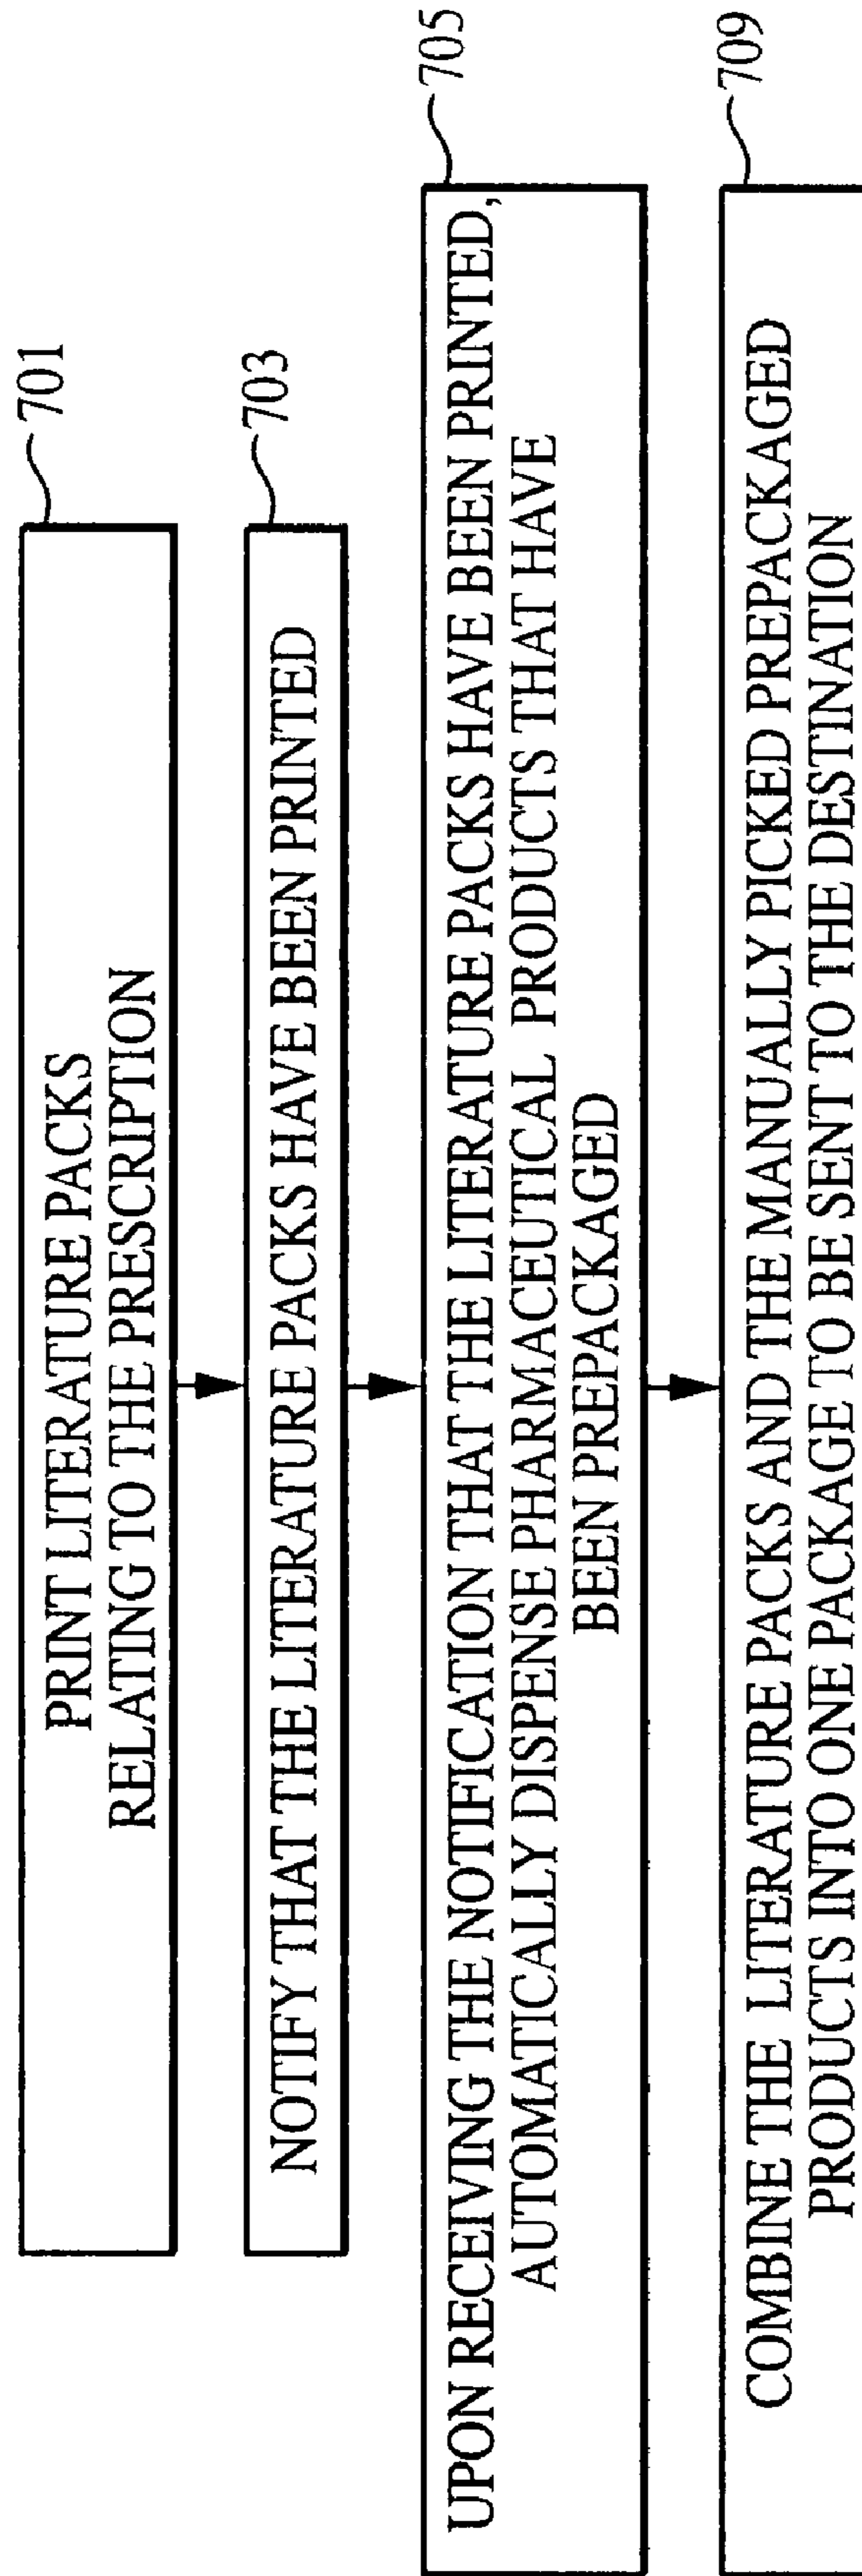 PRINT LITERATURE PACKS
RELATING TO THE PRESCRIPTION
701
NOTIFY THAT THE LITERATURE PACKS HAVE BEEN PRINTED
703
UPON RECEIVING THE NOTIFICATION THAT THE LITERATURE PACKS HAVE BEEN PRINTED,
AUTOMATICALLY DISPENSE PHARMACEUTICAL PRODUCTS THAT HAVE
BEEN PREPACKAGED
705
COMBINE THE LITERATURE PACKS AND THE MANUALLY PICKED PREPACKAGED
PRODUCTS INTO ONE PACKAGE TO BE SENT TO THE DESTINATION
709